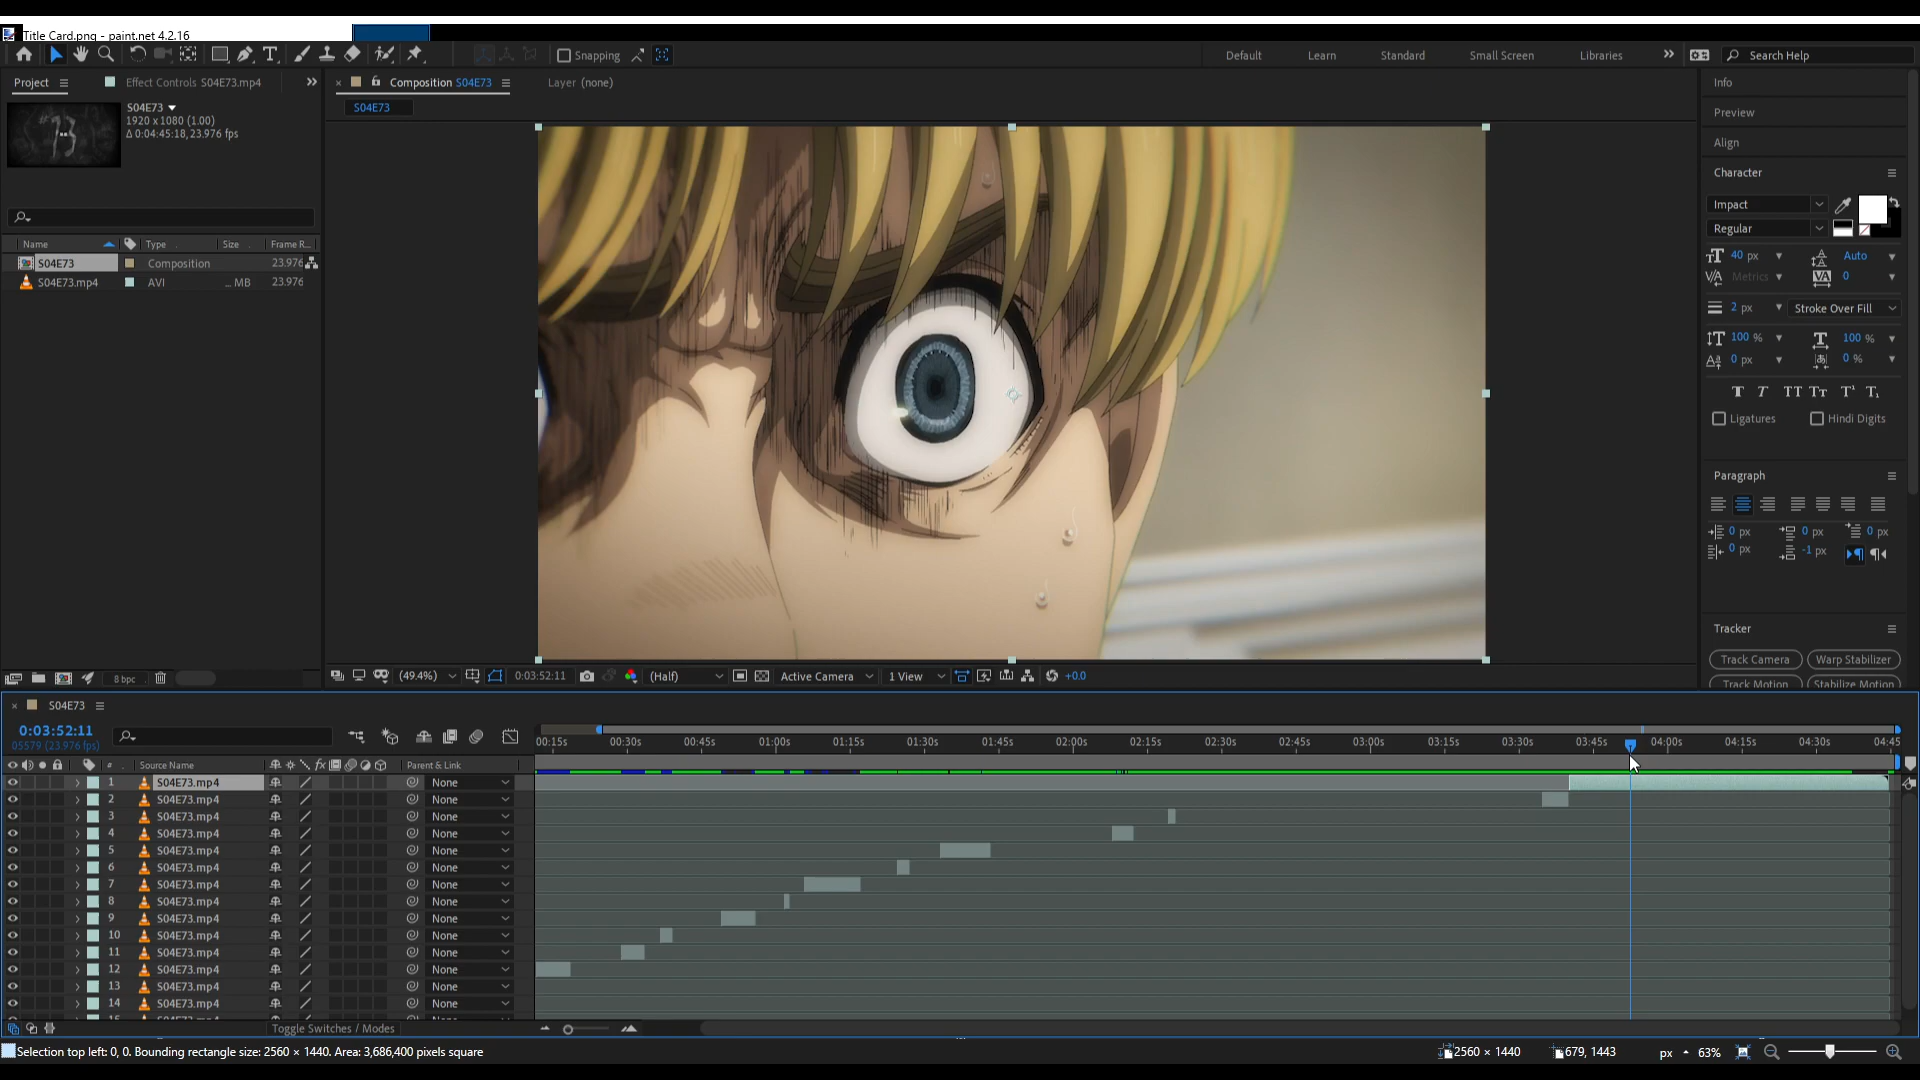 Title Card.png - paint.net 4.2.16
Snapping
Default
Learn
Standard
Small Screen
Libraries
Search Help
Project
Effect Controls S04E73.mp4
Composition S04E73
Layer (none)
Info
S04E73
1920 x 1080 (1.00)
Δ 0:04:45:18, 23.976 fps
S04E73
Preview
Align
Character
Impact
Regular
40 px
Auto
Metrics
0
2 px
Stroke Over Fill
100 %
100 %
0 px
0 %
Ligatures
Hindi Digits
Paragraph
0 px
0 px
0 px
0 px
-1 px
Tracker
Track Camera
Warp Stabilizer
Track Motion
Stabilize Motion
Name
Type
Size
Frame R...
S04E73
Composition
23.976
S04E73.mp4
AVI
... MB
23.976
8 bpc
(49.4%)
0:03:52:11
(Half)
Active Camera
1 View
+0.0
S04E73
0:03:52:11
05579 (23.976 fps)
00:15s
00:30s
00:45s
01:00s
01:15s
01:30s
01:45s
02:00s
02:15s
02:30s
02:45s
03:00s
03:15s
03:30s
03:45s
04:00s
04:15s
04:30s
04:45
#
Source Name
fx
Parent & Link
1 S04E73.mp4 None
2 S04E73.mp4 None
3 S04E73.mp4 None
4 S04E73.mp4 None
5 S04E73.mp4 None
6 S04E73.mp4 None
7 S04E73.mp4 None
8 S04E73.mp4 None
9 S04E73.mp4 None
10 S04E73.mp4 None
11 S04E73.mp4 None
12 S04E73.mp4 None
13 S04E73.mp4 None
14 S04E73.mp4 None
Toggle Switches / Modes
Selection top left: 0, 0. Bounding rectangle size: 2560 × 1440. Area: 3,686,400 pixels square
2560 × 1440
679, 1443
px
63%